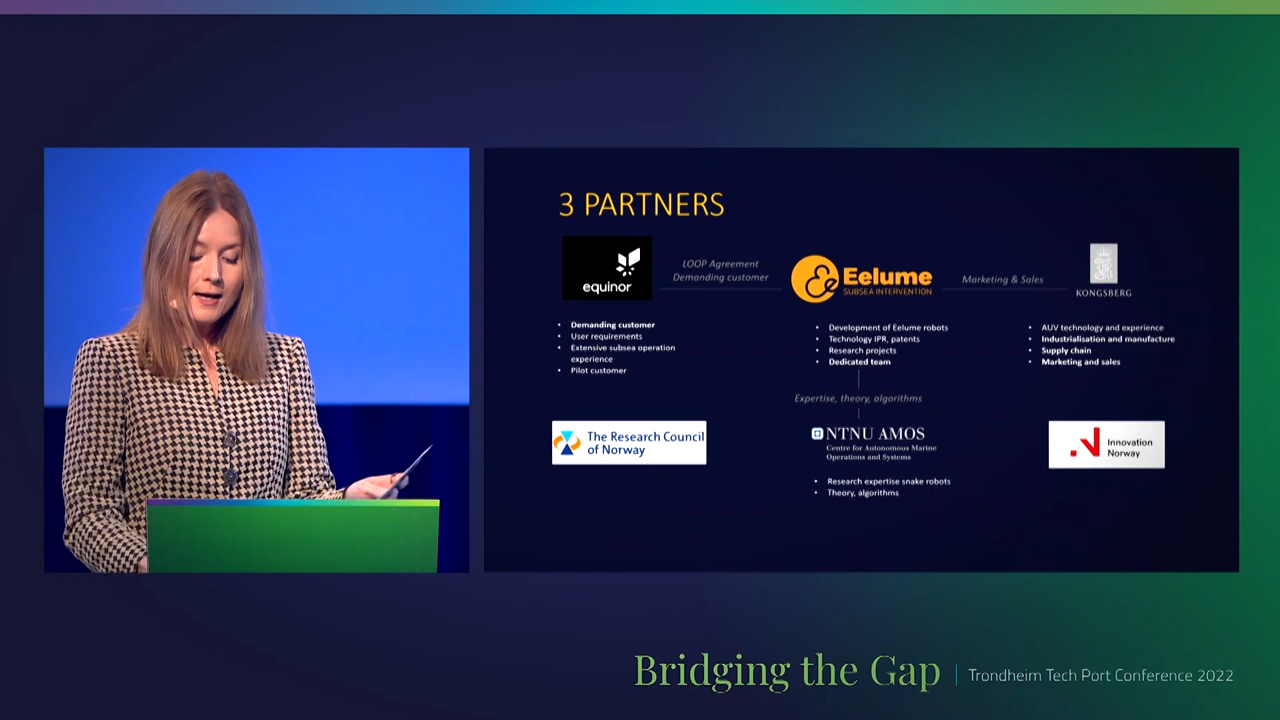 3 PARTNERS
equinor
LOOP Agreement
Demanding customer
Eelume
SUBSEA INTERVENTION
Marketing & Sales
KONGSBERG
• Demanding customer
• User requirements
• Extensive subsea operation
experience
• Pilot customer
• Development of Eelume robots
• Technology IPR, patents
• Research projects
• Dedicated team
• AUV technology and experience
• Industrialisation and manufacture
• Supply chain
• Marketing and sales
Expertise, theory, algorithms
The Research Council
of Norway
NTNU AMOS
Centre for Autonomous Marine
Operations and Systems
Innovation
Norway
• Research expertise snake robots
• Theory, algorithms
Bridging the Gap | Trondheim Tech Port Conference 2022